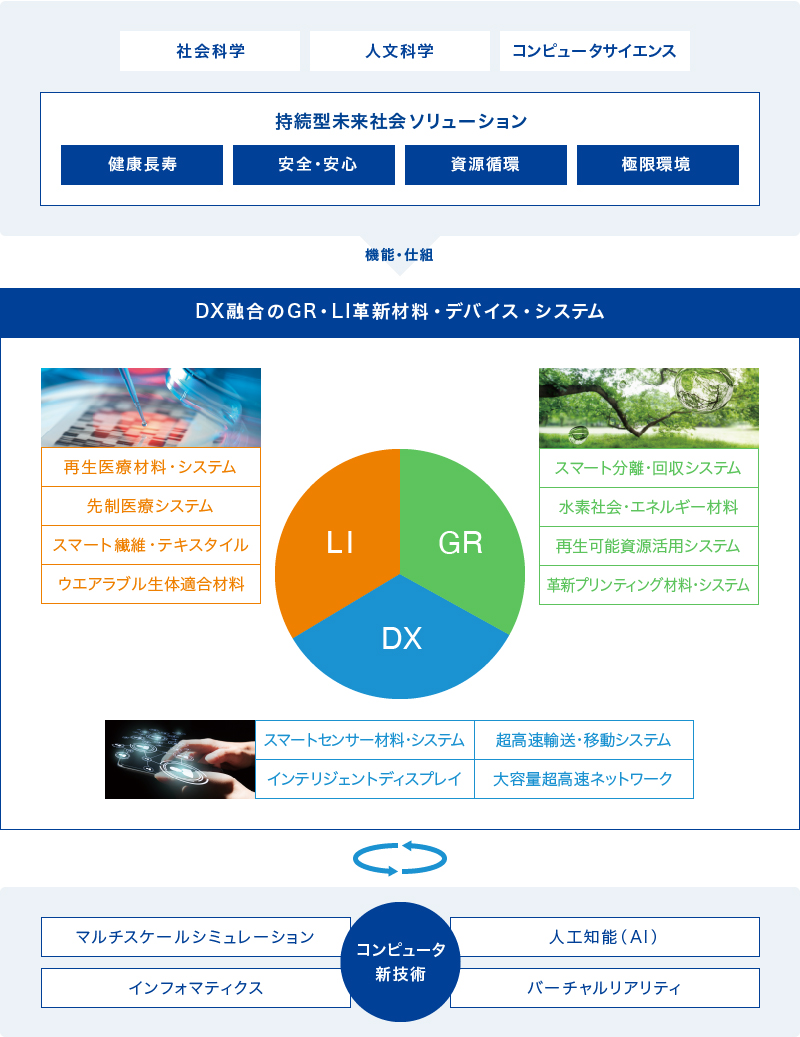 社会科学
人文科学
コンピュータサイエンス
持続型未来社会ソリューション
健康長寿
安全・安心
資源循環
極限環境
機能・仕組
DX融合のGR・LI革新材料・デバイス・システム
再生医療材料・システム
先制医療システム
スマート繊維・テキスタイル
ウエアラブル生体適合材料
スマート分離・回収システム
水素社会・エネルギー材料
再生可能資源活用システム
革新プリンティング材料・システム
LI
GR
DX
スマートセンサー材料・システム
超高速輸送・移動システム
インテリジェントディスプレイ
大容量超高速ネットワーク
マルチスケールシミュレーション
インフォマティクス
コンピュータ
新技術
人工知能（AI）
バーチャルリアリティ